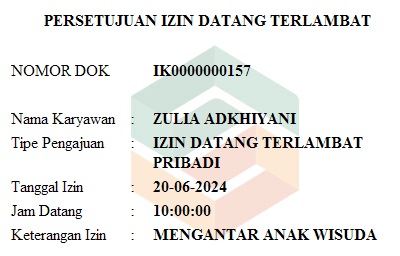 PERSETUJUAN IZIN DATANG TERLAMBAT
NOMOR DOK IK0000000157
Nama Karyawan : ZULIA ADKHIYANI
Tipe Pengajuan : IZIN DATANG TERLAMBAT
PRIBADI
Tanggal Izin : 20-06-2024
Jam Datang : 10:00:00
Keterangan Izin : MENGANTAR ANAK WISUDA